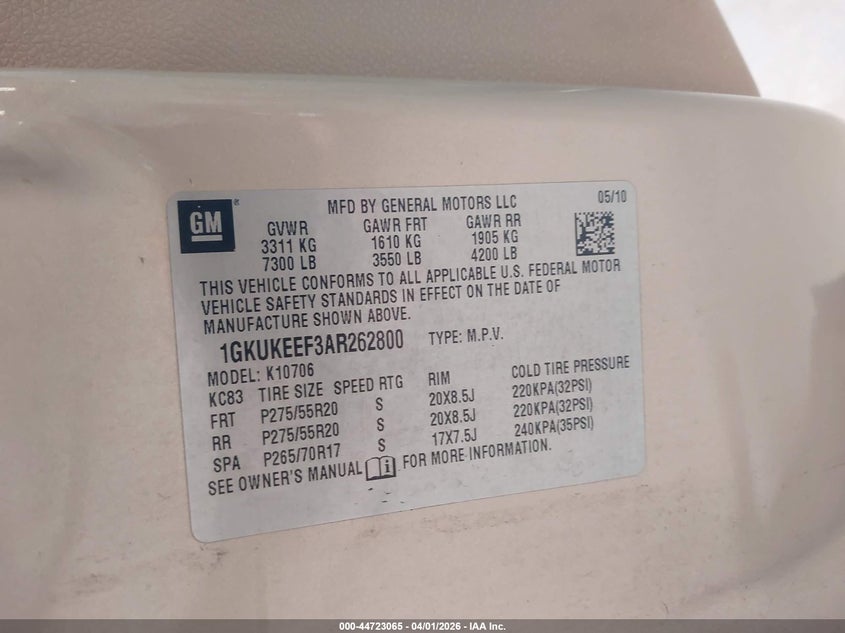 GM®
MFD BY GENERAL MOTORS LLC 05/10
GVWR GAWR FRT GAWR RR
3311 KG 1610 KG 1905 KG
7300 LB 3550 LB 4200 LB
THIS VEHICLE CONFORMS TO ALL APPLICABLE U.S. FEDERAL MOTOR
VEHICLE SAFETY STANDARDS IN EFFECT ON THE DATE OF
MANUFACTURE SHOWN ABOVE.
1GKUKEEF3AR262800 TYPE: M.P.V.
MODEL: K10706
KC83 TIRE SIZE SPEED RTG RIM COLD TIRE PRESSURE
FRT P275/55R20 S 20X8.5J 220KPA(32PSI)
RR P275/55R20 S 20X8.5J 220KPA(32PSI)
SPA P265/70R17 S 17X7.5J 240KPA(35PSI)
SEE OWNER'S MANUAL FOR MORE INFORMATION.
000-44723065 - 04/01/2026 - IAA Inc.